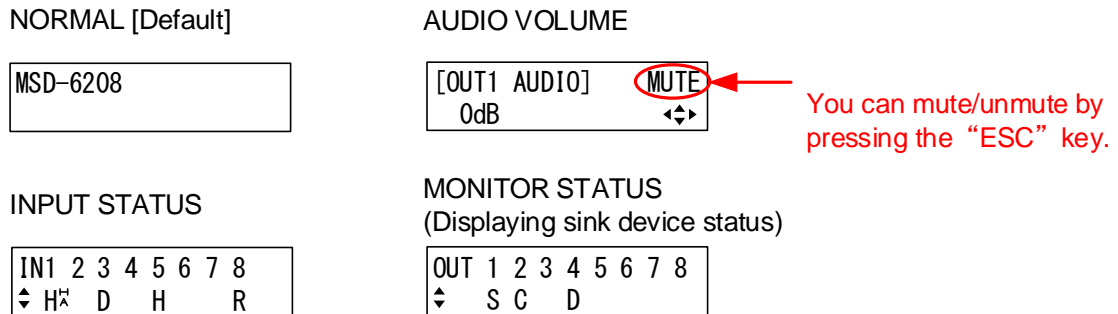 NORMAL [Default]
MSD-6208
AUDIO VOLUME
[OUT1 AUDIO] MUTE
0dB
You can mute/unmute by
pressing the “ESC” key.
INPUT STATUS
IN1 2 3 4 5 6 7 8
H HA D H R
MONITOR STATUS
(Displaying sink device status)
OUT 1 2 3 4 5 6 7 8
S C D